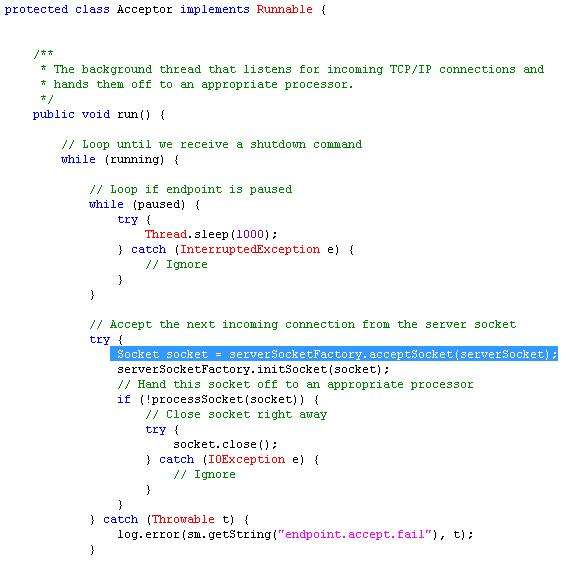 protected class Acceptor implements Runnable {
/**
* The background thread that listens for incoming TCP/IP connections and
* hands them off to an appropriate processor.
*/
public void run() {
// Loop until we receive a shutdown command
while (running) {
// Loop if endpoint is paused
while (paused) {
try {
Thread.sleep(1000);
} catch (InterruptedException e) {
// Ignore
}
}
// Accept the next incoming connection from the server socket
try {
Socket socket = serverSocketFactory.acceptSocket(serverSocket);
serverSocketFactory.initSocket(socket);
// Hand this socket off to an appropriate processor
if (!processSocket(socket)) {
// Close socket right away
try {
socket.close();
} catch (IOException e) {
// Ignore
}
}
} catch (Throwable t) {
log.error(sm.getString("endpoint.accept.fail"), t);
}